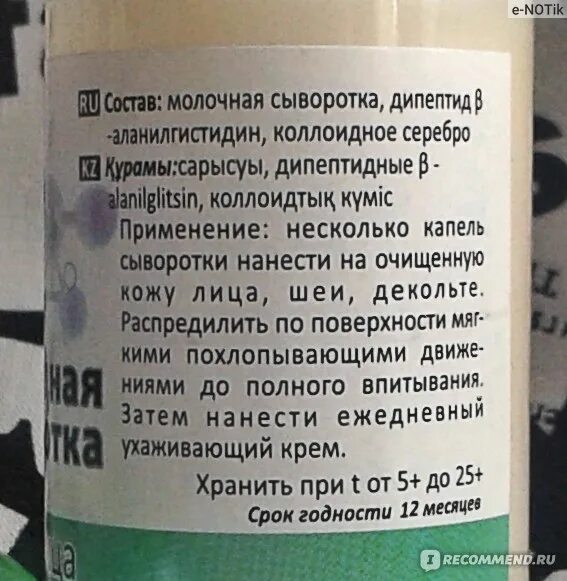 e-NOTik
RU Состав: молочная сыворотка, дипептид β
-аланилгистидин, коллоидное серебро
KZ Құрамы:сарысуы, дипептидные β -
alanilglitsin, коллоидтық күміс
Применение: несколько капель
сыворотки нанести на очищенную
кожу лица, шеи, декольте.
Распределить по поверхности мяг-
кими похлопывающими движе-
ниями до полного впитывания.
Затем нанести ежедневный
ухаживающий крем.
Хранить при t от 5+ до 25+
Срок годности 12 месяцев
ная
тка
ца
IRECOMMEND.RU